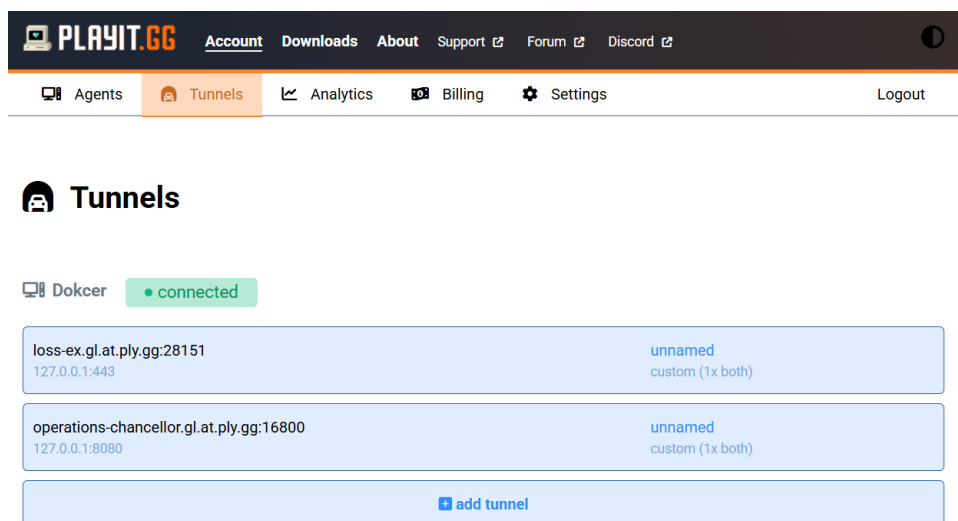 PLAYIT.GG Account Downloads About Support Forum Discord
Agents Tunnels Analytics Billing Settings Logout
Tunnels
Dokcer • connected
loss-ex.gl.at.ply.gg:28151 unnamed
127.0.0.1:443 custom (1x both)
operations-chancellor.gl.at.ply.gg:16800 unnamed
127.0.0.1:8080 custom (1x both)
add tunnel